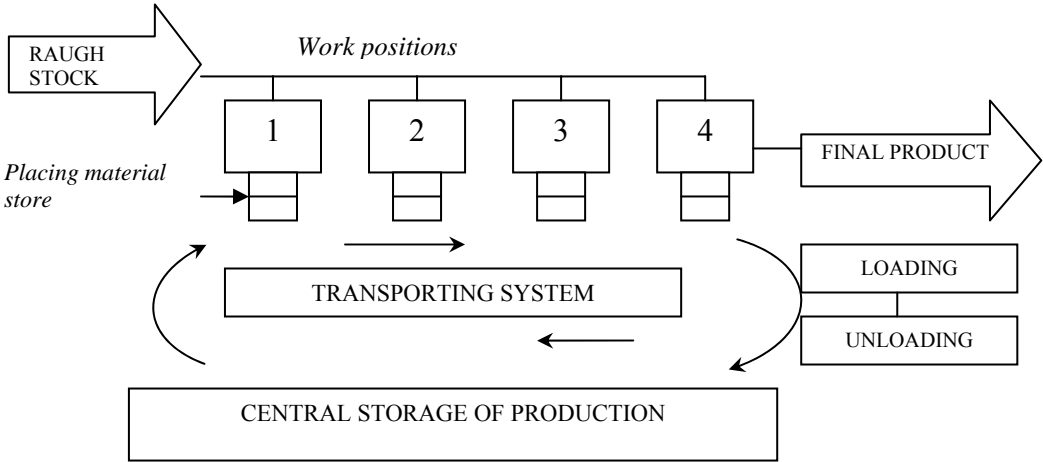 RAUGH
STOCK
Work positions
1
2
3
4
FINAL PRODUCT
Placing material
store
LOADING
TRANSPORTING SYSTEM
UNLOADING
CENTRAL STORAGE OF PRODUCTION